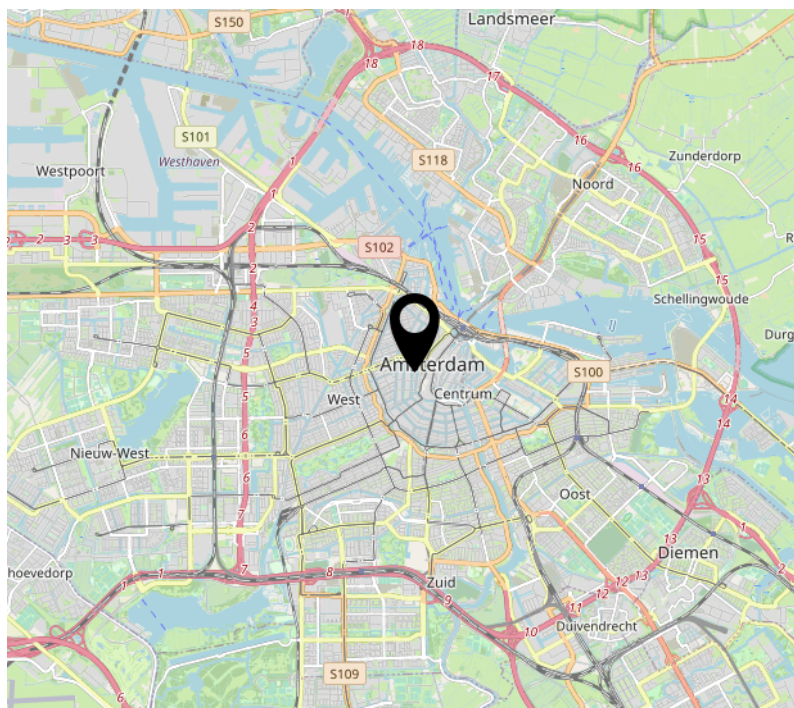 S150
Landsmeer
18
18
17
S101
Westhaven
16
Zunderdorp
S118
16
Westpoort
1
Noord
1
2
2
3
3
S102
15
2
15
2
Schellingwoude
4
3
IJ
Durg
5
Amsterdam
S100
5
West
Centrum
14
14
6
Nieuw-West
6
13
Oost
7
1
13
Diemen
hoevedorp
1
1
7
8
Zuid
13
2
12
12
9
11
10
Duivendrecht
S109
6